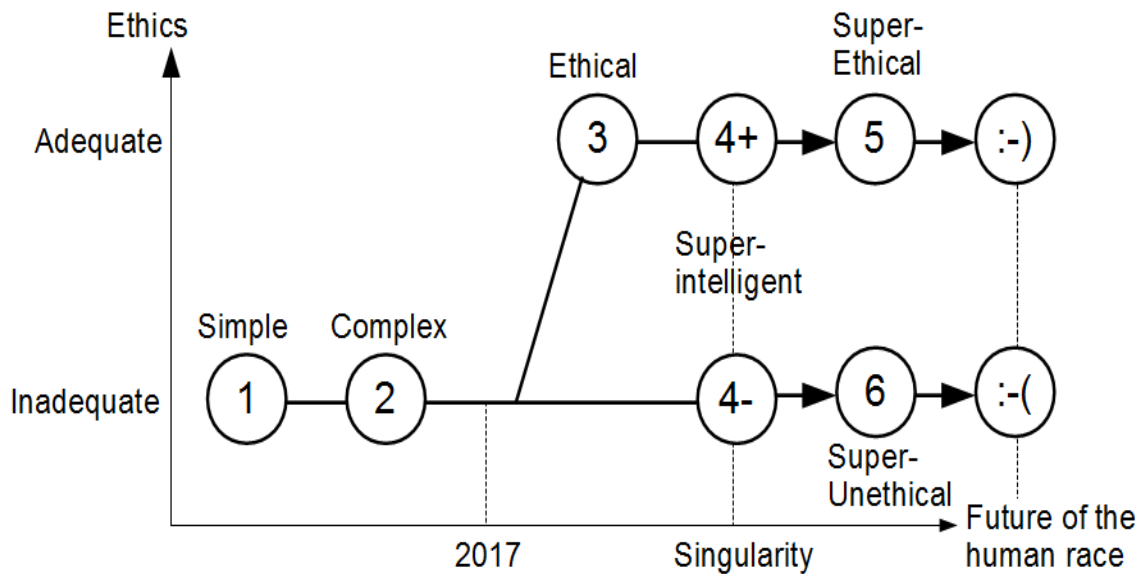 Ethics
Super-
Ethical
Ethical
Adequate
3
4+
5
:-)
Super-
intelligent
Simple
Complex
Inadequate
1
2
4-
6
:-(
Super-
Unethical
2017
Singularity
Future of the
human race